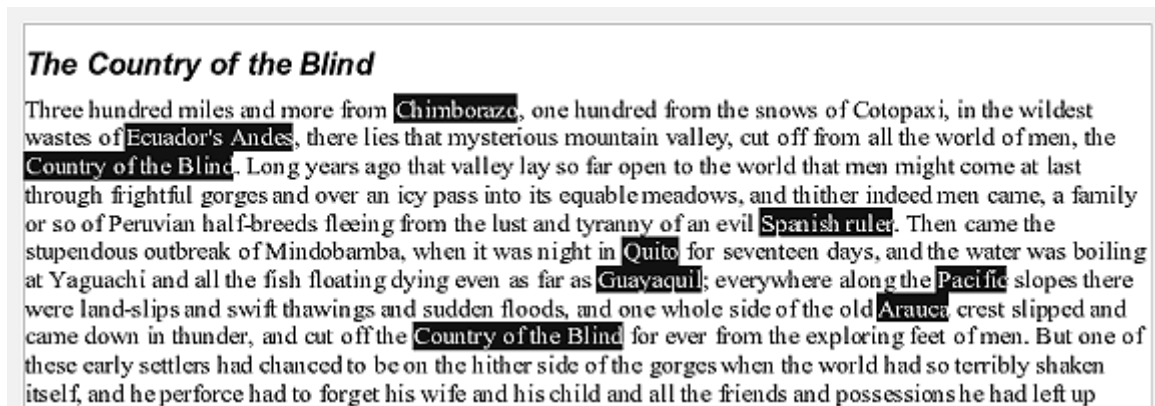 The Country of the Blind
Three hundred miles and more from Chimborazo, one hundred from the snows of Cotopaxi, in the wildest
wastes of Ecuador's Andes, there lies that mysterious mountain valley, cut off from all the world of men, the
Country of the Blind. Long years ago that valley lay so far open to the world that men might come at last
through frightful gorges and over an icy pass into its equable meadows, and thither indeed men came, a family
or so of Peruvian half-breeds fleeing from the lust and tyranny of an evil Spanish ruler. Then came the
stupendous outbreak of Mindobamba, when it was night in Quito for seventeen days, and the water was boiling
at Yaguachi and all the fish floating dying even as far as Guayaquil; everywhere along the Pacific slopes there
were land-slips and swift thawings and sudden floods, and one whole side of the old Arauca crest slipped and
came down in thunder, and cut off the Country of the Blind for ever from the exploring feet of men. But one of
these early settlers had chanced to be on the hither side of the gorges when the world had so terribly shaken
itself, and he perforce had to forget his wife and his child and all the friends and possessions he had left up